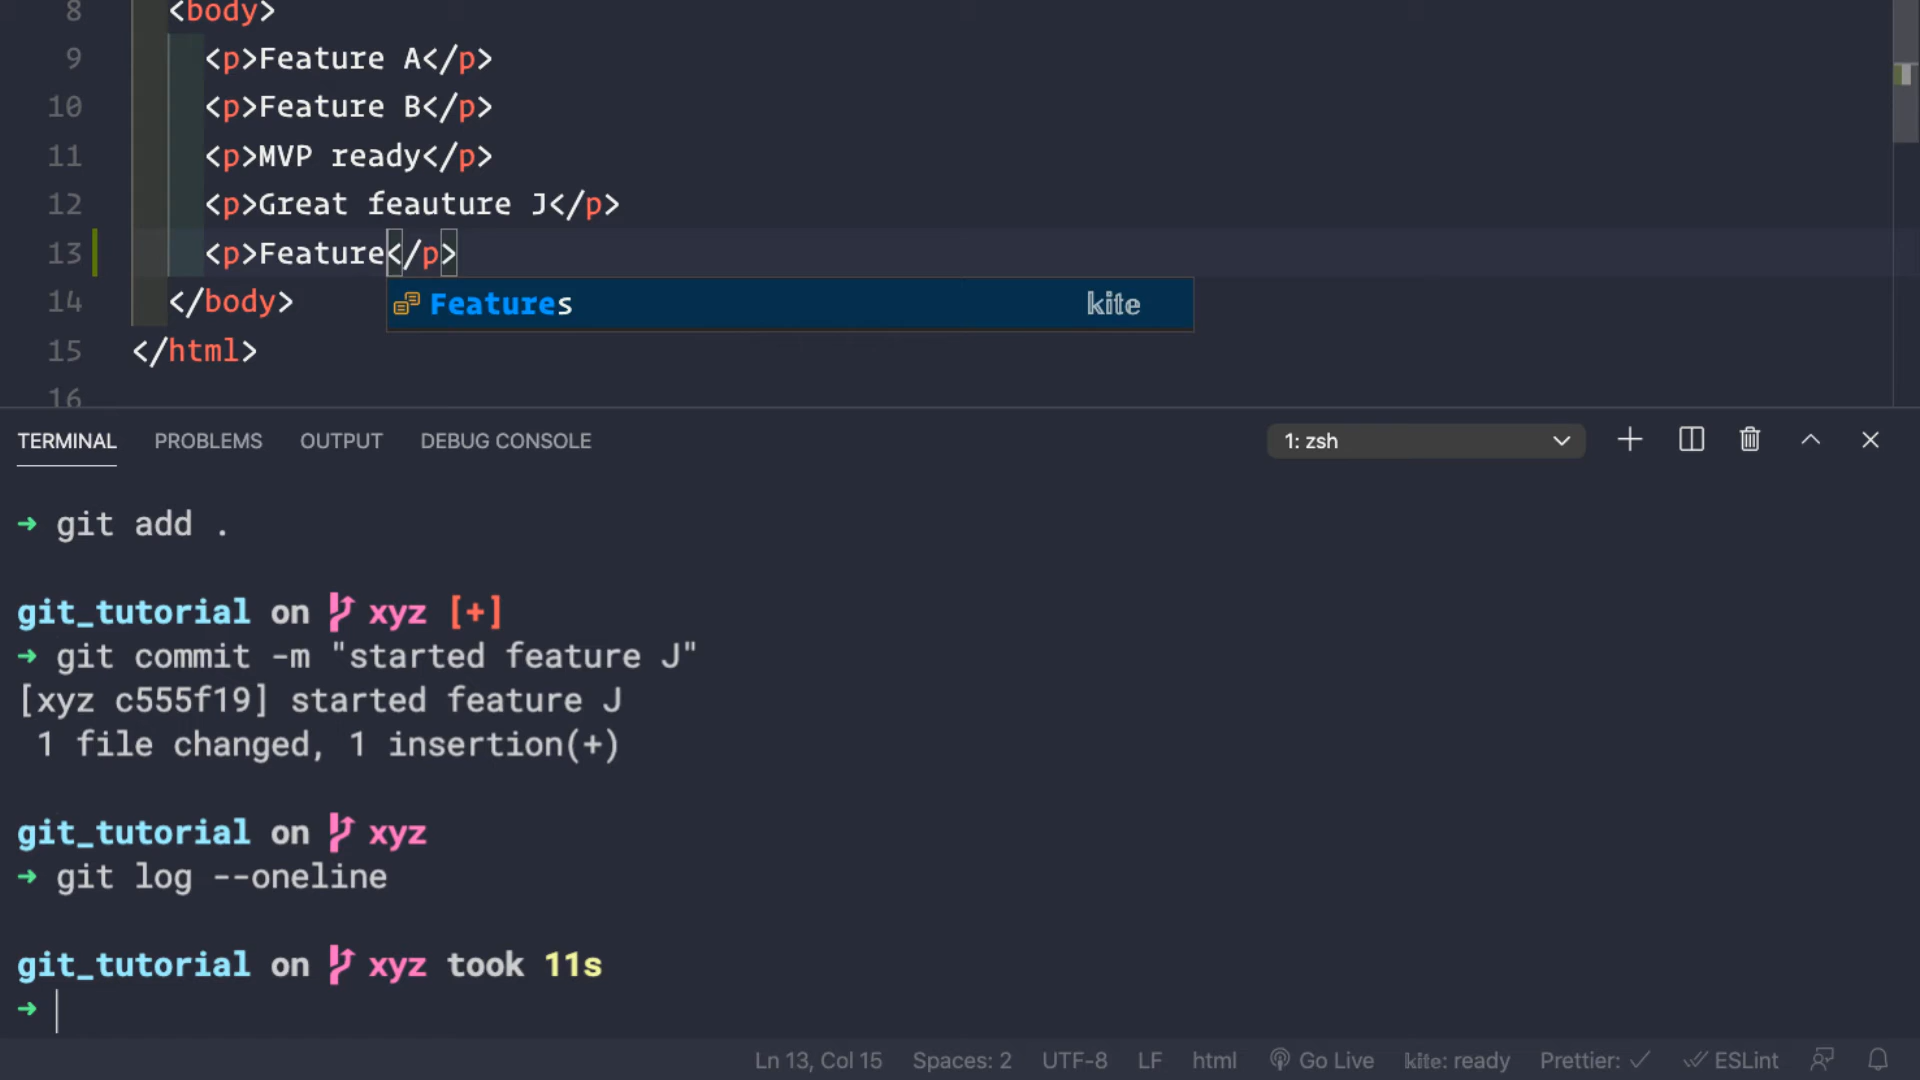 8 <body>
9 <p>Feature A</p>
10 <p>Feature B</p>
11 <p>MVP ready</p>
12 <p>Great feauture J</p>
13 <p>Feature</p>
Features kite
14 </body>
15 </html>
16
TERMINAL PROBLEMS OUTPUT DEBUG CONSOLE 1: zsh
➜ git add .
git_tutorial on xyz [+]
➜ git commit -m "started feature J"
[xyz c555f19] started feature J
1 file changed, 1 insertion(+)
git_tutorial on xyz
➜ git log --oneline
git_tutorial on xyz took 11s
➜
Ln 13, Col 15 Spaces: 2 UTF-8 LF html Go Live kite: ready Prettier: ✓ ESLint